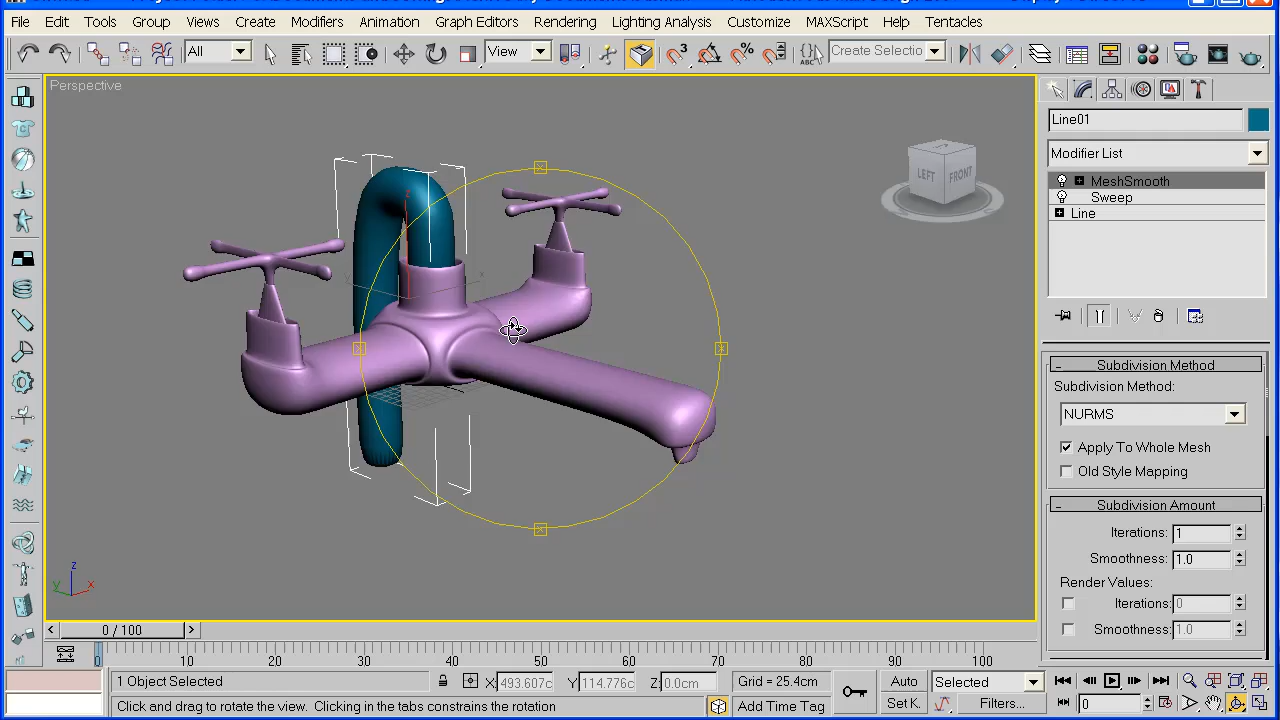 File Edit Tools Group Views Create Modifiers Animation Graph Editors Rendering Lighting Analysis Customize MAXScript Help Tentacles
All View 3 % ABC Create Selectio
Perspective
LEFT FRONT
Line01
Modifier List
MeshSmooth
Sweep
Line
Subdivision Method
Subdivision Method:
NURMS
Apply To Whole Mesh
Old Style Mapping
Subdivision Amount
Iterations: 1
Smoothness: 1.0
Render Values:
Iterations: 0
Smoothness: 1.0
z
y x
0 / 100
0 10 20 30 40 50 60 70 80 90 100
1 Object Selected X: 493.607c Y: 114.776c Z: 0.0cm Grid = 25.4cm Auto Selected
Click and drag to rotate the view. Clicking in the tabs constrains the rotation Add Time Tag Set K. Filters... 0